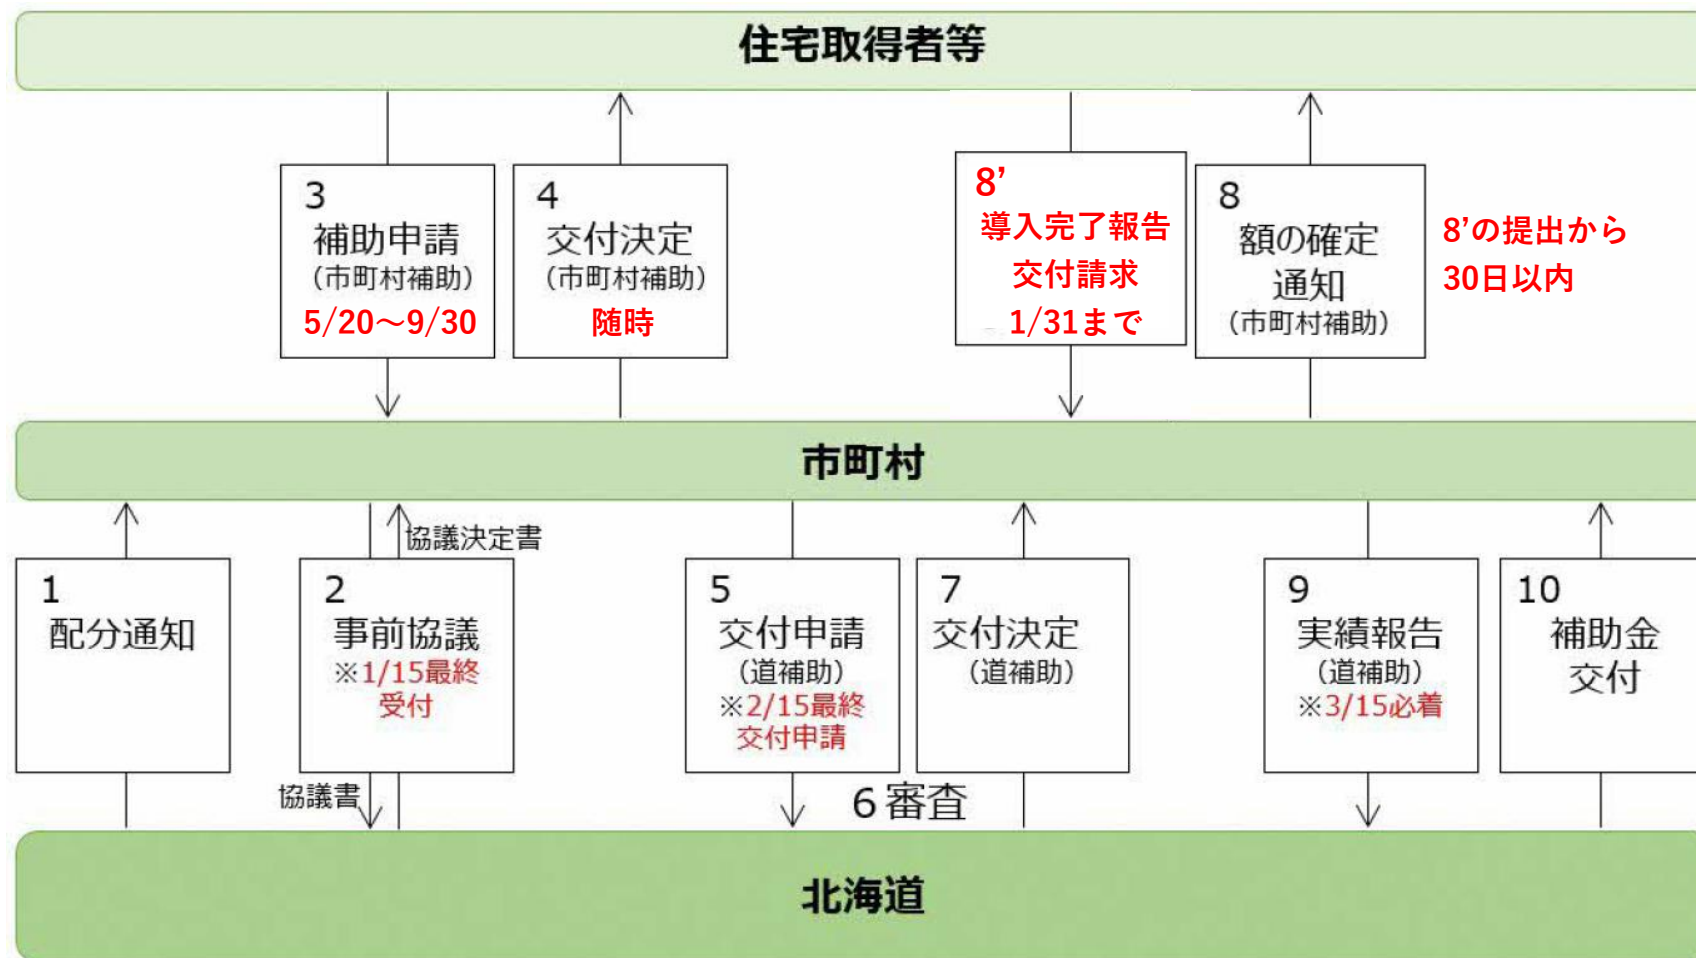 住宅取得者等
3
補助申請
（市町村補助）
5/20～9/30
4
交付決定
（市町村補助）
随時
8’
導入完了報告
交付請求
1/31まで
8
額の確定
通知
（市町村補助）
8’の提出から
30日以内
市町村
1
配分通知
協議決定書
2
事前協議
※1/15最終
受付
協議書
5
交付申請
（道補助）
※2/15最終
交付申請
6 審査
7
交付決定
（道補助）
9
実績報告
（道補助）
※3/15必着
10
補助金
交付
北海道